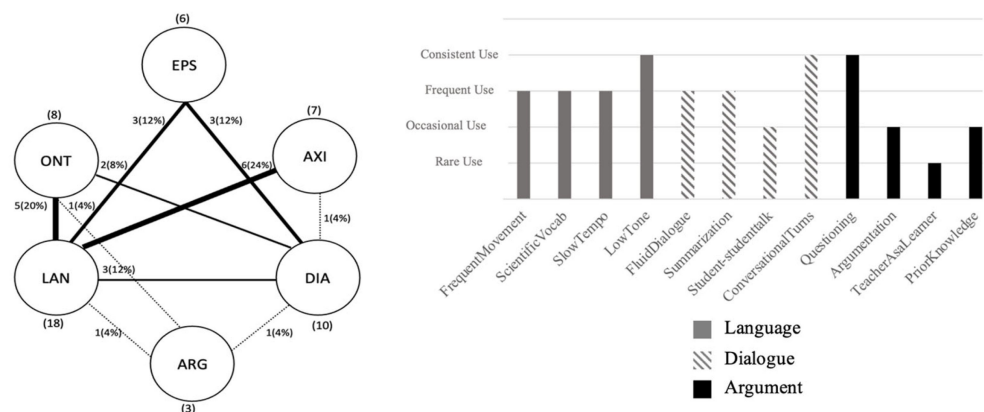 (6)
EPS
3(12%) 3(12%)
(7)
AXI
(8)
ONT
2(8%) 6(24%)
5(20%) 1(4%)
1(4%)
LAN
3(12%)
DIA
(18)
(10)
1(4%) 1(4%)
ARG
(3)
Consistent Use
Frequent Use
Occasional Use
Rare Use
FrequentMovement
ScientificVocab
SlowTempo
LowTone
FluidDialogue
Summarization
Student-studenttalk
ConversationalTurns
Questioning
Argumentation
TeacherAsaLearner
PriorKnowledge
Language
Dialogue
Argument